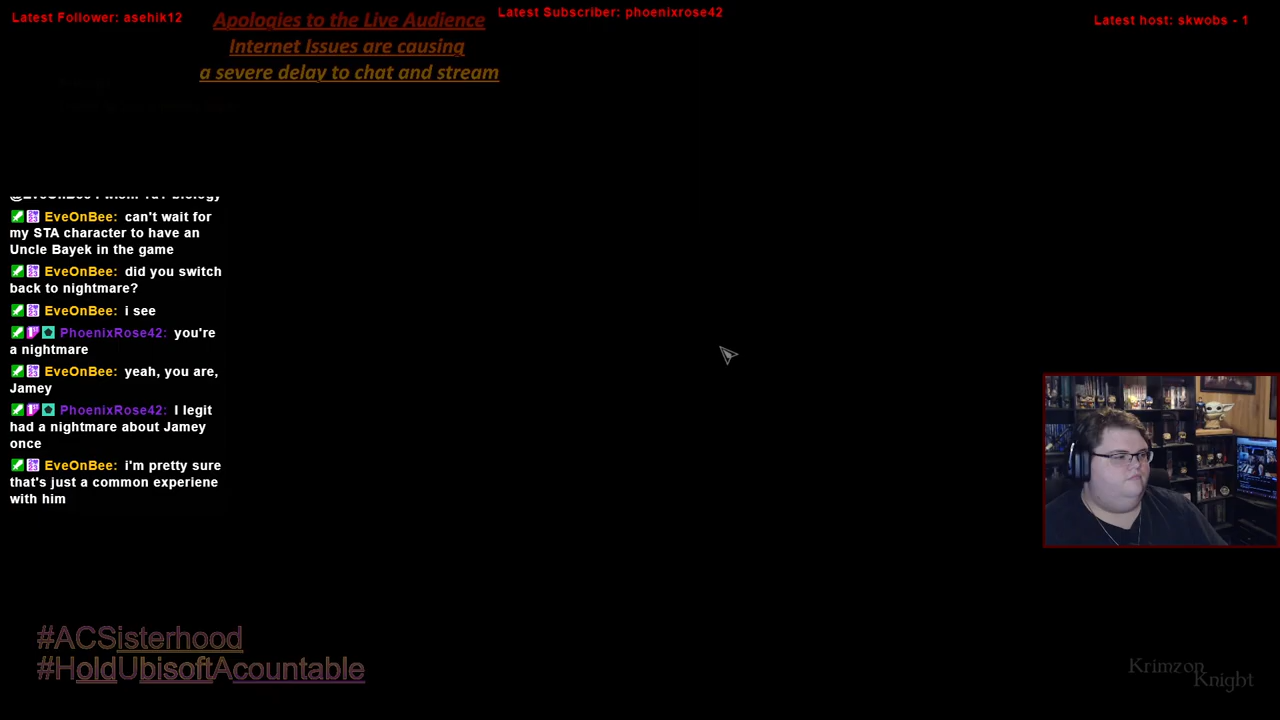 Latest Follower: asehik12
Apologies to the Live Audience
Internet Issues are causing
a severe delay to chat and stream
Latest Subscriber: phoenixrose42
Latest host: skwobs - 1
EveOnBee: can't wait for
my STA character to have an
Uncle Bayek in the game
EveOnBee: did you switch
back to nightmare?
EveOnBee: i see
PhoenixRose42: you're
a nightmare
EveOnBee: yeah, you are,
Jamey
PhoenixRose42: I legit
had a nightmare about Jamey
once
EveOnBee: i'm pretty sure
that's just a common experiene
with him
#ACSisterhood
#HoldUbisoftAcountable
Krimzon
Knight